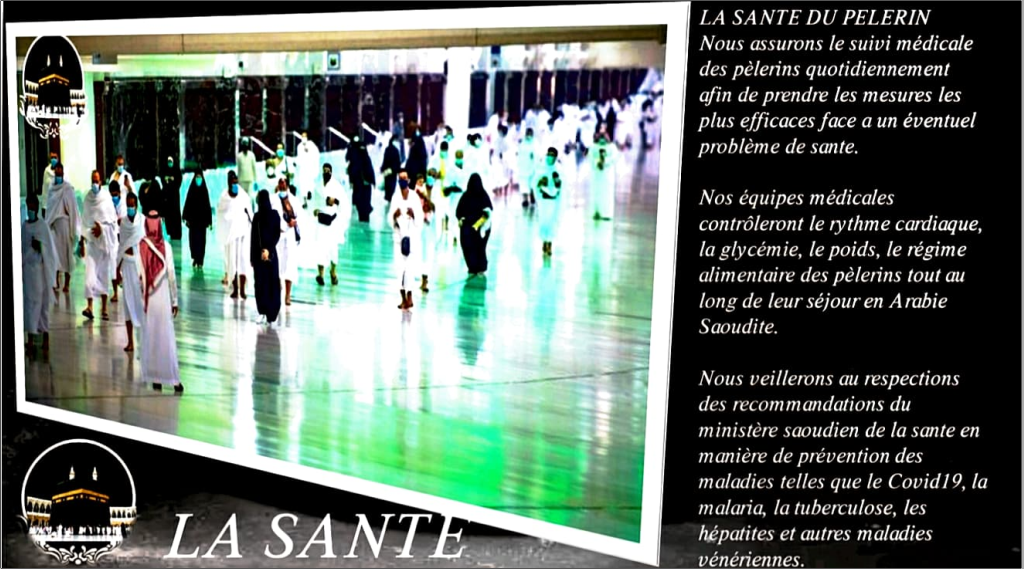 LA SANTE DU PELERIN
Nous assurons le suivi médicale
des pèlerins quotidiennement
afin de prendre les mesures les
plus efficaces face a un éventuel
problème de sante.
Nos équipes médicales
contrôleront le rythme cardiaque,
la glycémie, le poids, le régime
alimentaire des pèlerins tout au
long de leur séjour en Arabie
Saoudite.
Nous veillerons au respections
des recommandations du
ministère saoudien de la sante en
manière de prévention des
maladies telles que le Covid19, la
malaria, la tuberculose, les
hépatites et autres maladies
vénériennes.
LA SANTE